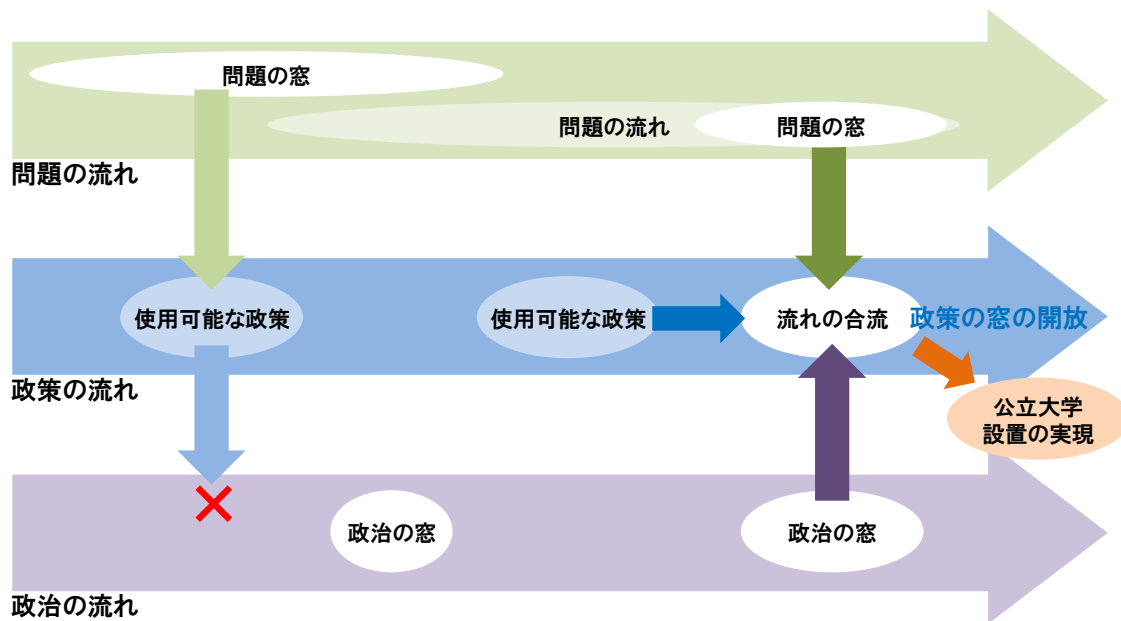 問題の窓
問題の流れ
問題の窓
問題の流れ
使用可能な政策
使用可能な政策
流れの合流
政策の窓の開放
政策の流れ
公立大学
設置の実現
政治の窓
政治の窓
政治の流れ